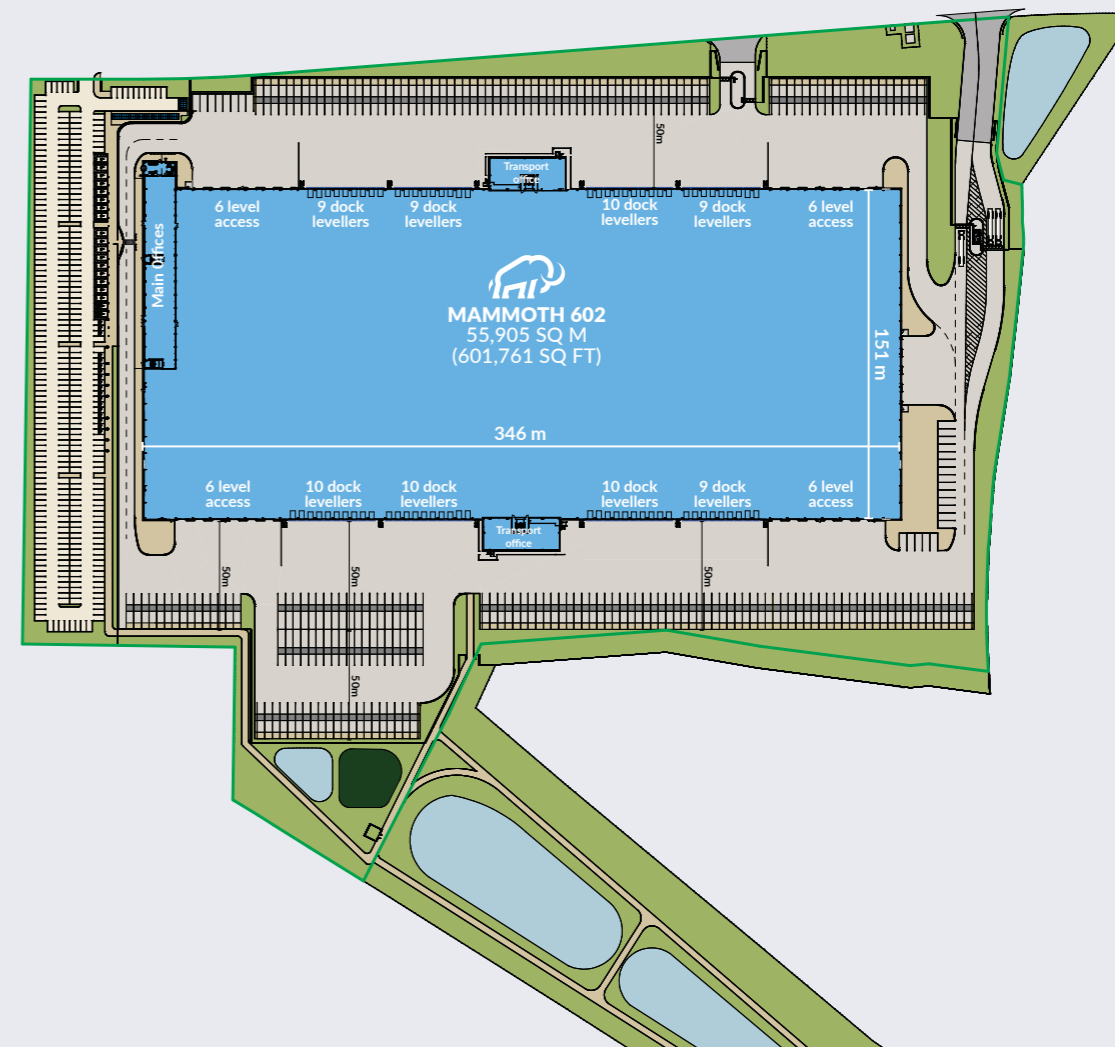 50m
Transport
office
6 level
access
9 dock
levellers
9 dock
levellers
10 dock
levellers
9 dock
levellers
6 level
access
Main Offices
MAMMOTH 602
55,905 SQ M
(601,761 SQ FT)
151 m
346 m
6 level
access
10 dock
levellers
10 dock
levellers
10 dock
levellers
9 dock
levellers
6 level
access
Transport
office
50m
50m
50m
50m